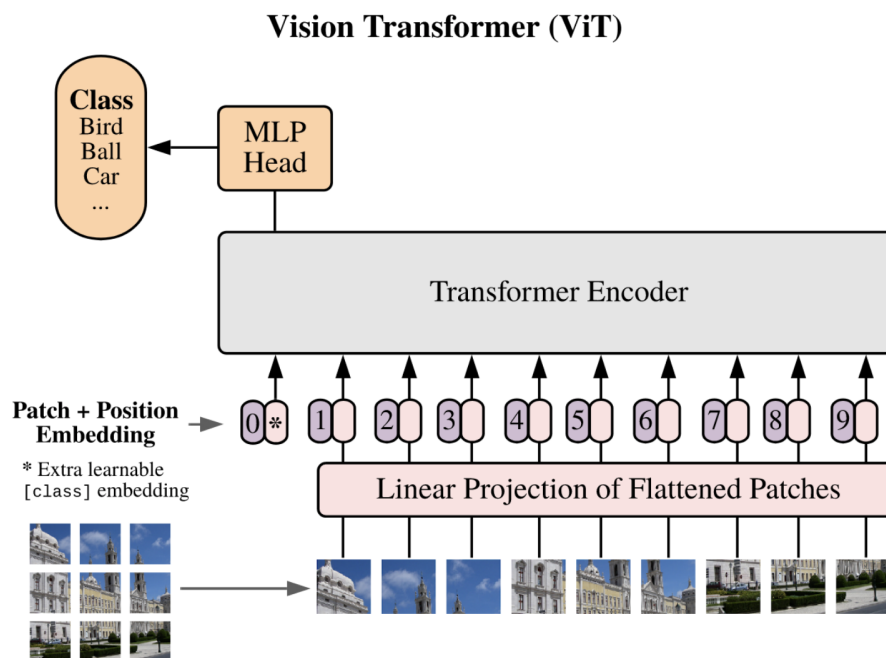 Vision Transformer (ViT)
Class
Bird
Ball
Car
...
MLP
Head
Transformer Encoder
Patch + Position
Embedding
0 * 1 2 3 4 5 6 7 8 9
* Extra learnable
[class] embedding
Linear Projection of Flattened Patches